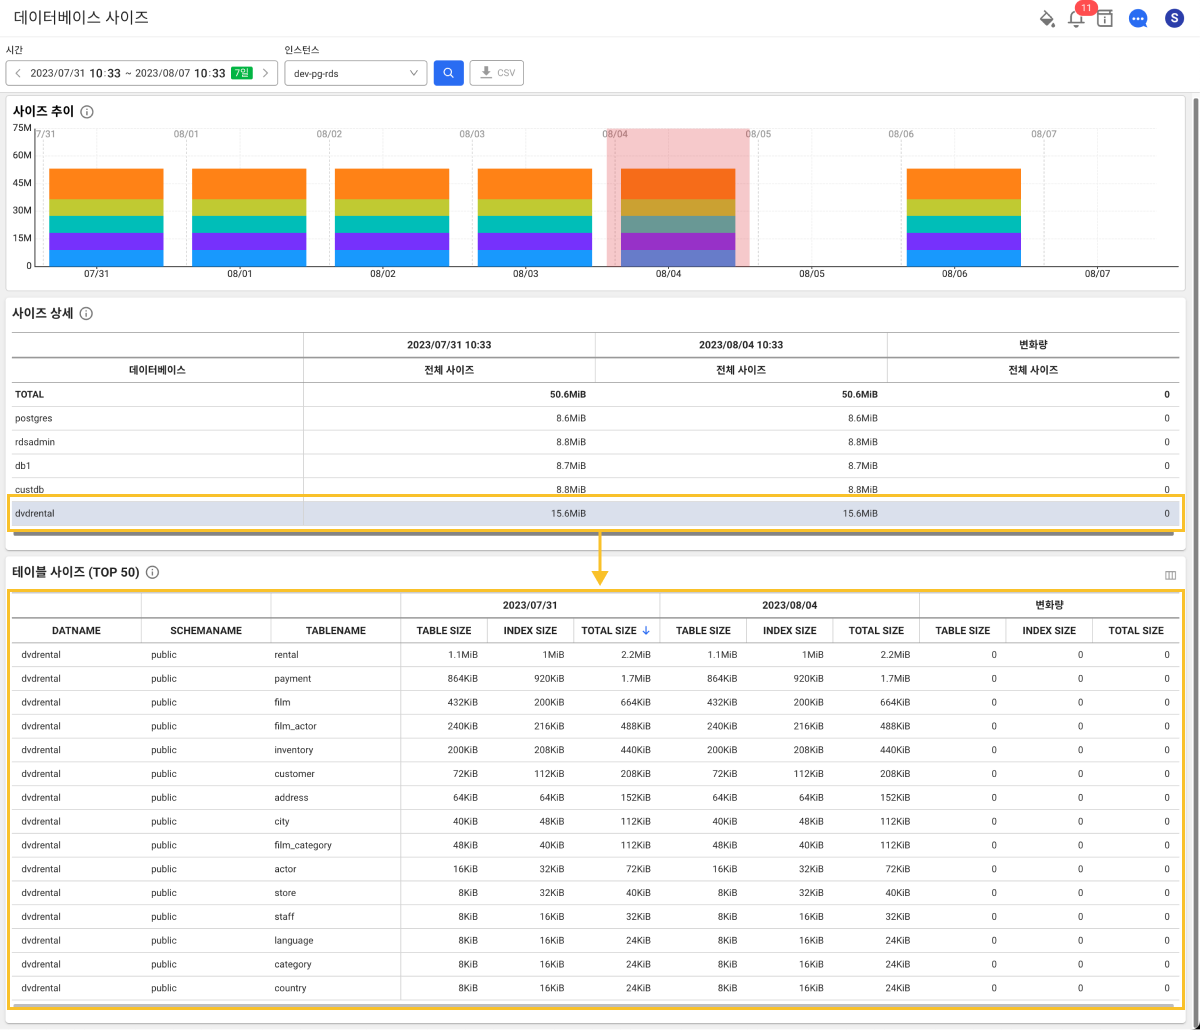 데이터베이스 사이즈
11
S
시간
인스턴스
2023/07/31 10:33 ~ 2023/08/07 10:33 7일
dev-pg-rds
CSV
사이즈 추이
75M
60M
45M
30M
15M
0
7/31 08/01 08/02 08/03 08/04 08/05 08/06 08/07
07/31 08/01 08/02 08/03 08/04 08/05 08/06 08/07
사이즈 상세
2023/07/31 10:33 2023/08/04 10:33 변화량
데이터베이스 전체 사이즈 전체 사이즈 전체 사이즈
TOTAL 50.6MiB 50.6MiB 0
postgres 8.6MiB 8.6MiB 0
rdsadmin 8.8MiB 8.8MiB 0
db1 8.7MiB 8.7MiB 0
custdb 8.8MiB 8.8MiB 0
dvdrental 15.6MiB 15.6MiB 0
테이블 사이즈 (TOP 50)
2023/07/31 2023/08/04 변화량
DATNAME SCHEMANAME TABLENAME TABLE SIZE INDEX SIZE TOTAL SIZE TABLE SIZE INDEX SIZE TOTAL SIZE TABLE SIZE INDEX SIZE TOTAL SIZE
dvdrental public rental 1.1MiB 1MiB 2.2MiB 1.1MiB 1MiB 2.2MiB 0 0 0
dvdrental public payment 864KiB 920KiB 1.7MiB 864KiB 920KiB 1.7MiB 0 0 0
dvdrental public film 432KiB 200KiB 664KiB 432KiB 200KiB 664KiB 0 0 0
dvdrental public film_actor 240KiB 216KiB 488KiB 240KiB 216KiB 488KiB 0 0 0
dvdrental public inventory 200KiB 208KiB 440KiB 200KiB 208KiB 440KiB 0 0 0
dvdrental public customer 72KiB 112KiB 208KiB 72KiB 112KiB 208KiB 0 0 0
dvdrental public address 64KiB 64KiB 152KiB 64KiB 64KiB 152KiB 0 0 0
dvdrental public city 40KiB 48KiB 112KiB 40KiB 48KiB 112KiB 0 0 0
dvdrental public film_category 48KiB 40KiB 112KiB 48KiB 40KiB 112KiB 0 0 0
dvdrental public actor 16KiB 32KiB 72KiB 16KiB 32KiB 72KiB 0 0 0
dvdrental public store 8KiB 32KiB 40KiB 8KiB 32KiB 40KiB 0 0 0
dvdrental public staff 8KiB 16KiB 32KiB 8KiB 16KiB 32KiB 0 0 0
dvdrental public language 8KiB 16KiB 24KiB 8KiB 16KiB 24KiB 0 0 0
dvdrental public category 8KiB 16KiB 24KiB 8KiB 16KiB 24KiB 0 0 0
dvdrental public country 8KiB 16KiB 24KiB 8KiB 16KiB 24KiB 0 0 0